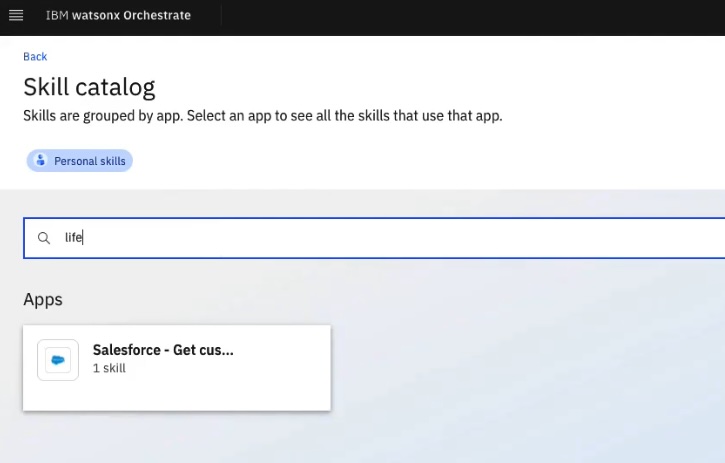 IBM watsonx Orchestrate
Back
Skill catalog
Skills are grouped by app. Select an app to see all the skills that use that app.
Personal skills
life
Apps
Salesforce - Get cus...
1 skill